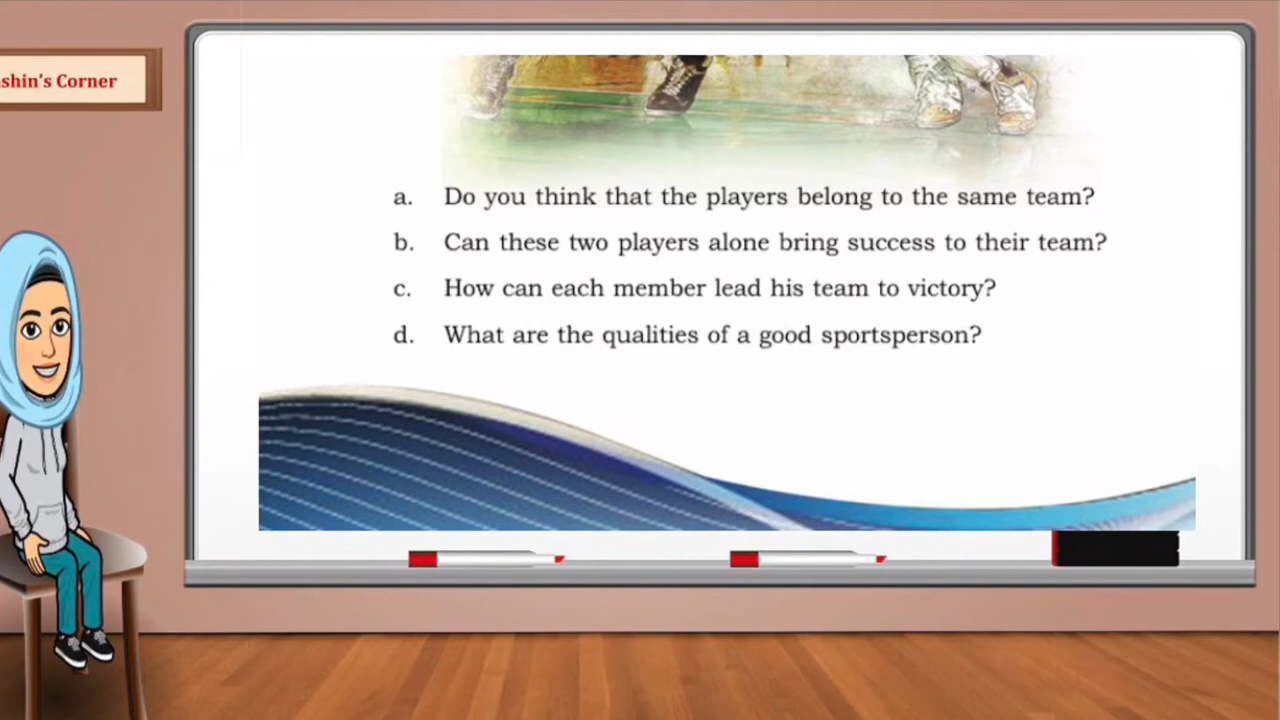 shin's Corner
a. Do you think that the players belong to the same team?
b. Can these two players alone bring success to their team?
c. How can each member lead his team to victory?
d. What are the qualities of a good sportsperson?